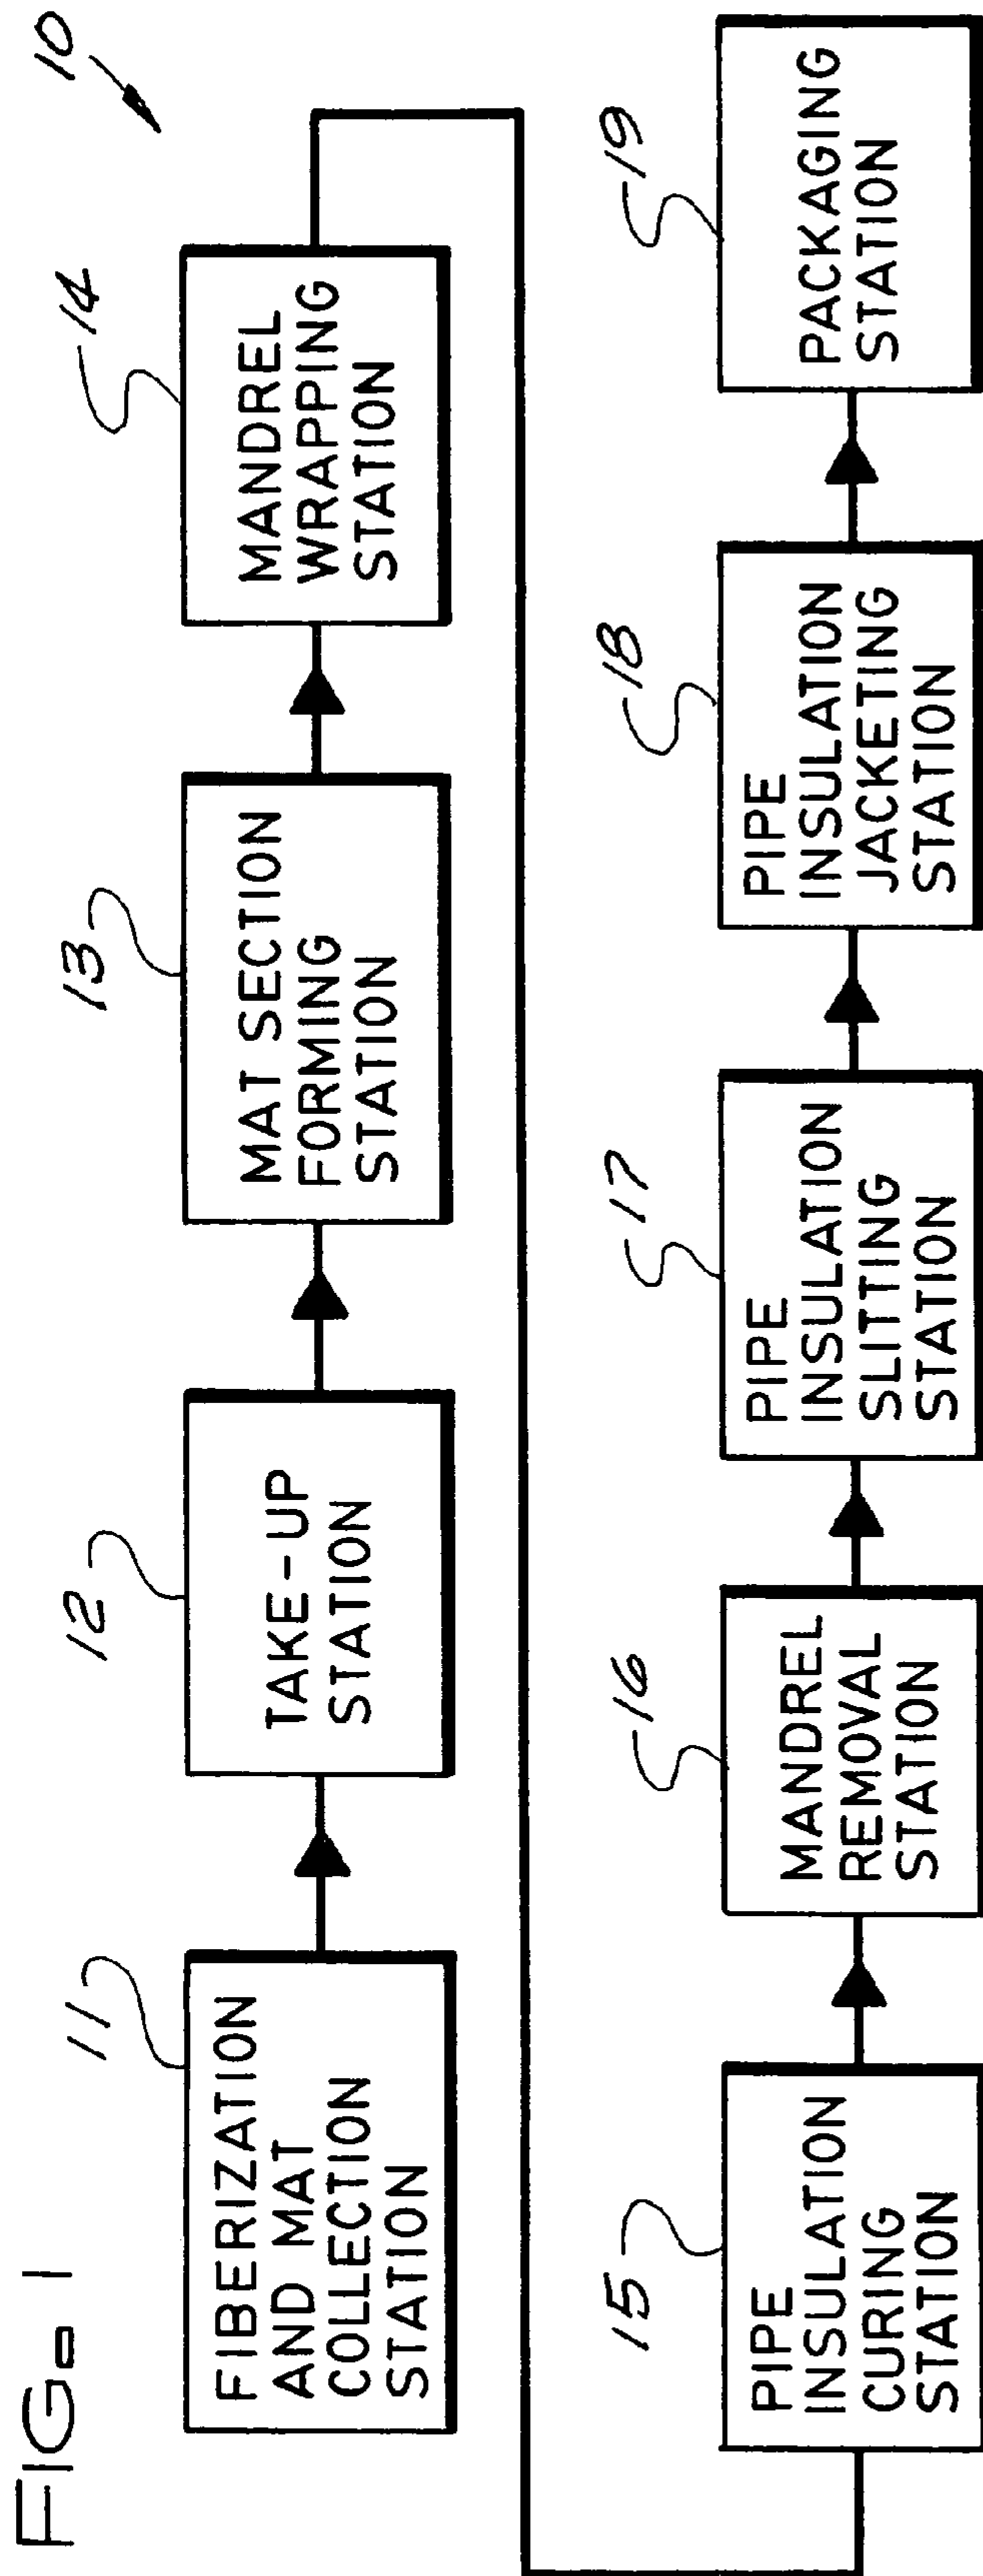 FIG. 1
10
11
FIBERIZATION
AND MAT
COLLECTION
STATION
12
TAKE-UP
STATION
13
MAT SECTION
FORMING
STATION
14
MANDREL
WRAPPING
STATION
15
PIPE
INSULATION
CURING
STATION
16
MANDREL
REMOVAL
STATION
17
PIPE
INSULATION
SLITTING
STATION
18
PIPE
INSULATION
JACKETING
STATION
19
PACKAGING
STATION